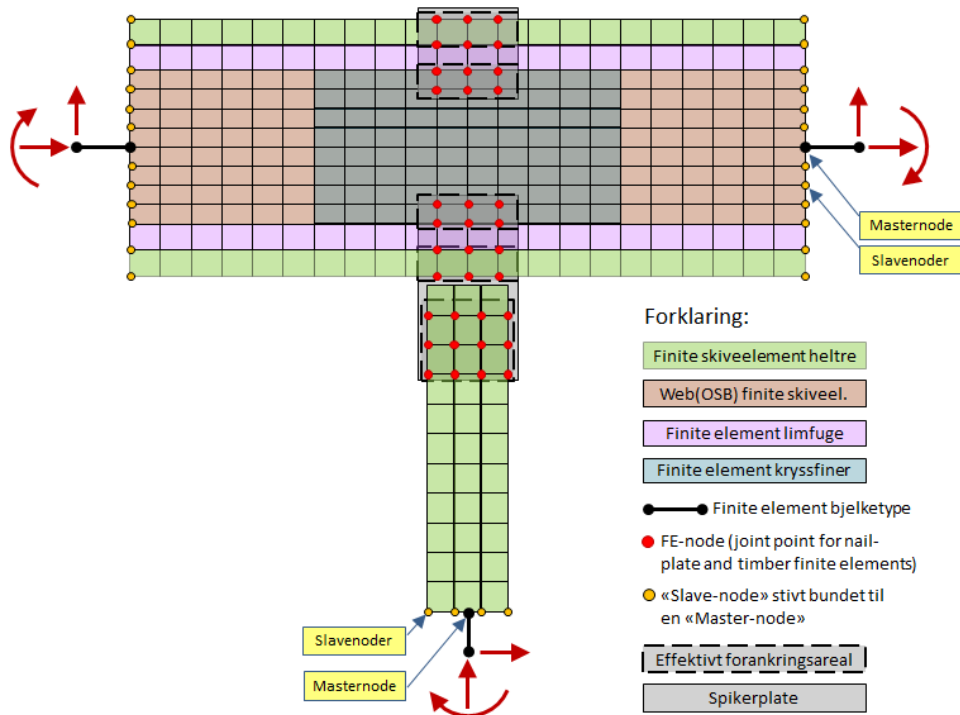 Masternode
Slavenoder
Forklaring:
Finite skiveelement heltre
Web(OSB) finite skiveel.
Finite element limfuge
Finite element kryssfiner
Finite element bjelketype
FE-node (joint point for nail-
plate and timber finite elements)
«Slave-node» stivt bundet til
en «Master-node»
Effektivt forankringsareal
Spikerplate
Slavenoder
Masternode